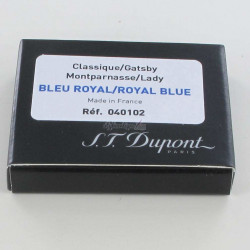 Classique/Gatsby
Montparnasse/Lady
BLEU ROYAL/ROYAL BLUE
Made in France
Réf. 040102
S.T. Dupont
PARIS